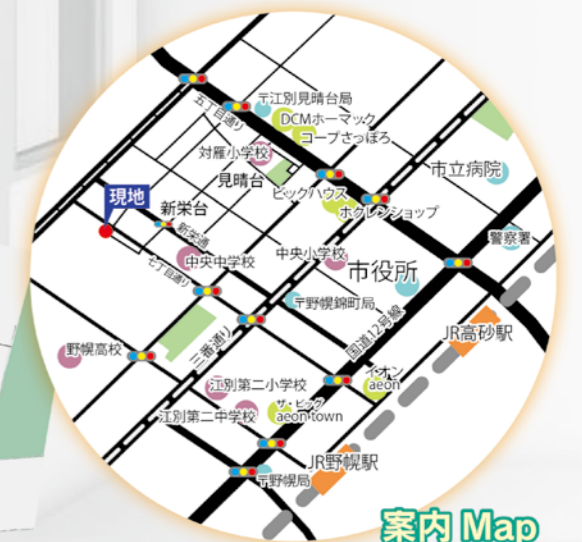 五丁目通り
〒江別見晴台局
DCMホーマック
コープさっぽろ
対雁小学校
見晴台
市立病院
現地
新栄台
ビックハウス
ホクレンショップ
新栄通
警察署
中央中学校
中央小学校
市役所
七丁目通り
〒野幌錦町局
国道12号線
JR高砂駅
三番通り
野幌高校
イオン
aeon
江別第二小学校
ザ・ビッグ
aeon town
江別第二中学校
JR野幌駅
〒野幌局
案内 Map